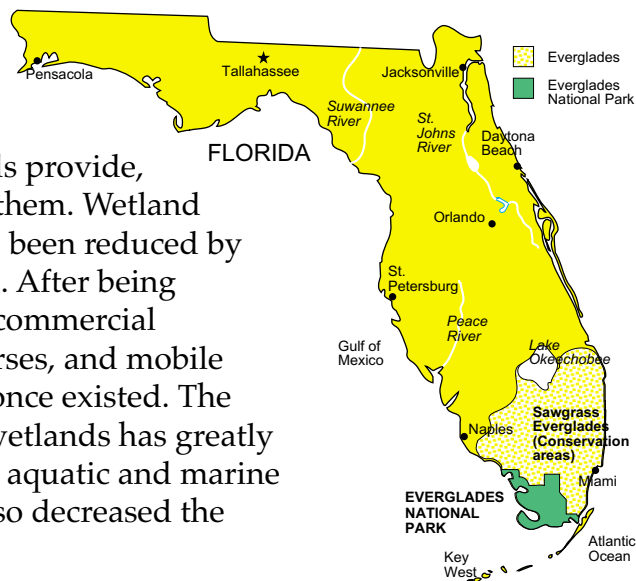 Pensacola
Tallahassee
Jacksonville
Everglades
Everglades
National Park
Suwannee
River
St.
Johns
River
Daytona
Beach
FLORIDA
Orlando
St.
Petersburg
Peace
River
Gulf of
Mexico
Lake
Okeechobee
Naples
Sawgrass
Everglades
(Conservation
areas)
Miami
EVERGLADES
NATIONAL
PARK
Key
West
Atlantic
Ocean
ls provide,
them. Wetland
been reduced by
. After being
commercial
rses, and mobile
once existed. The
wetlands has greatly
aquatic and marine
so decreased the